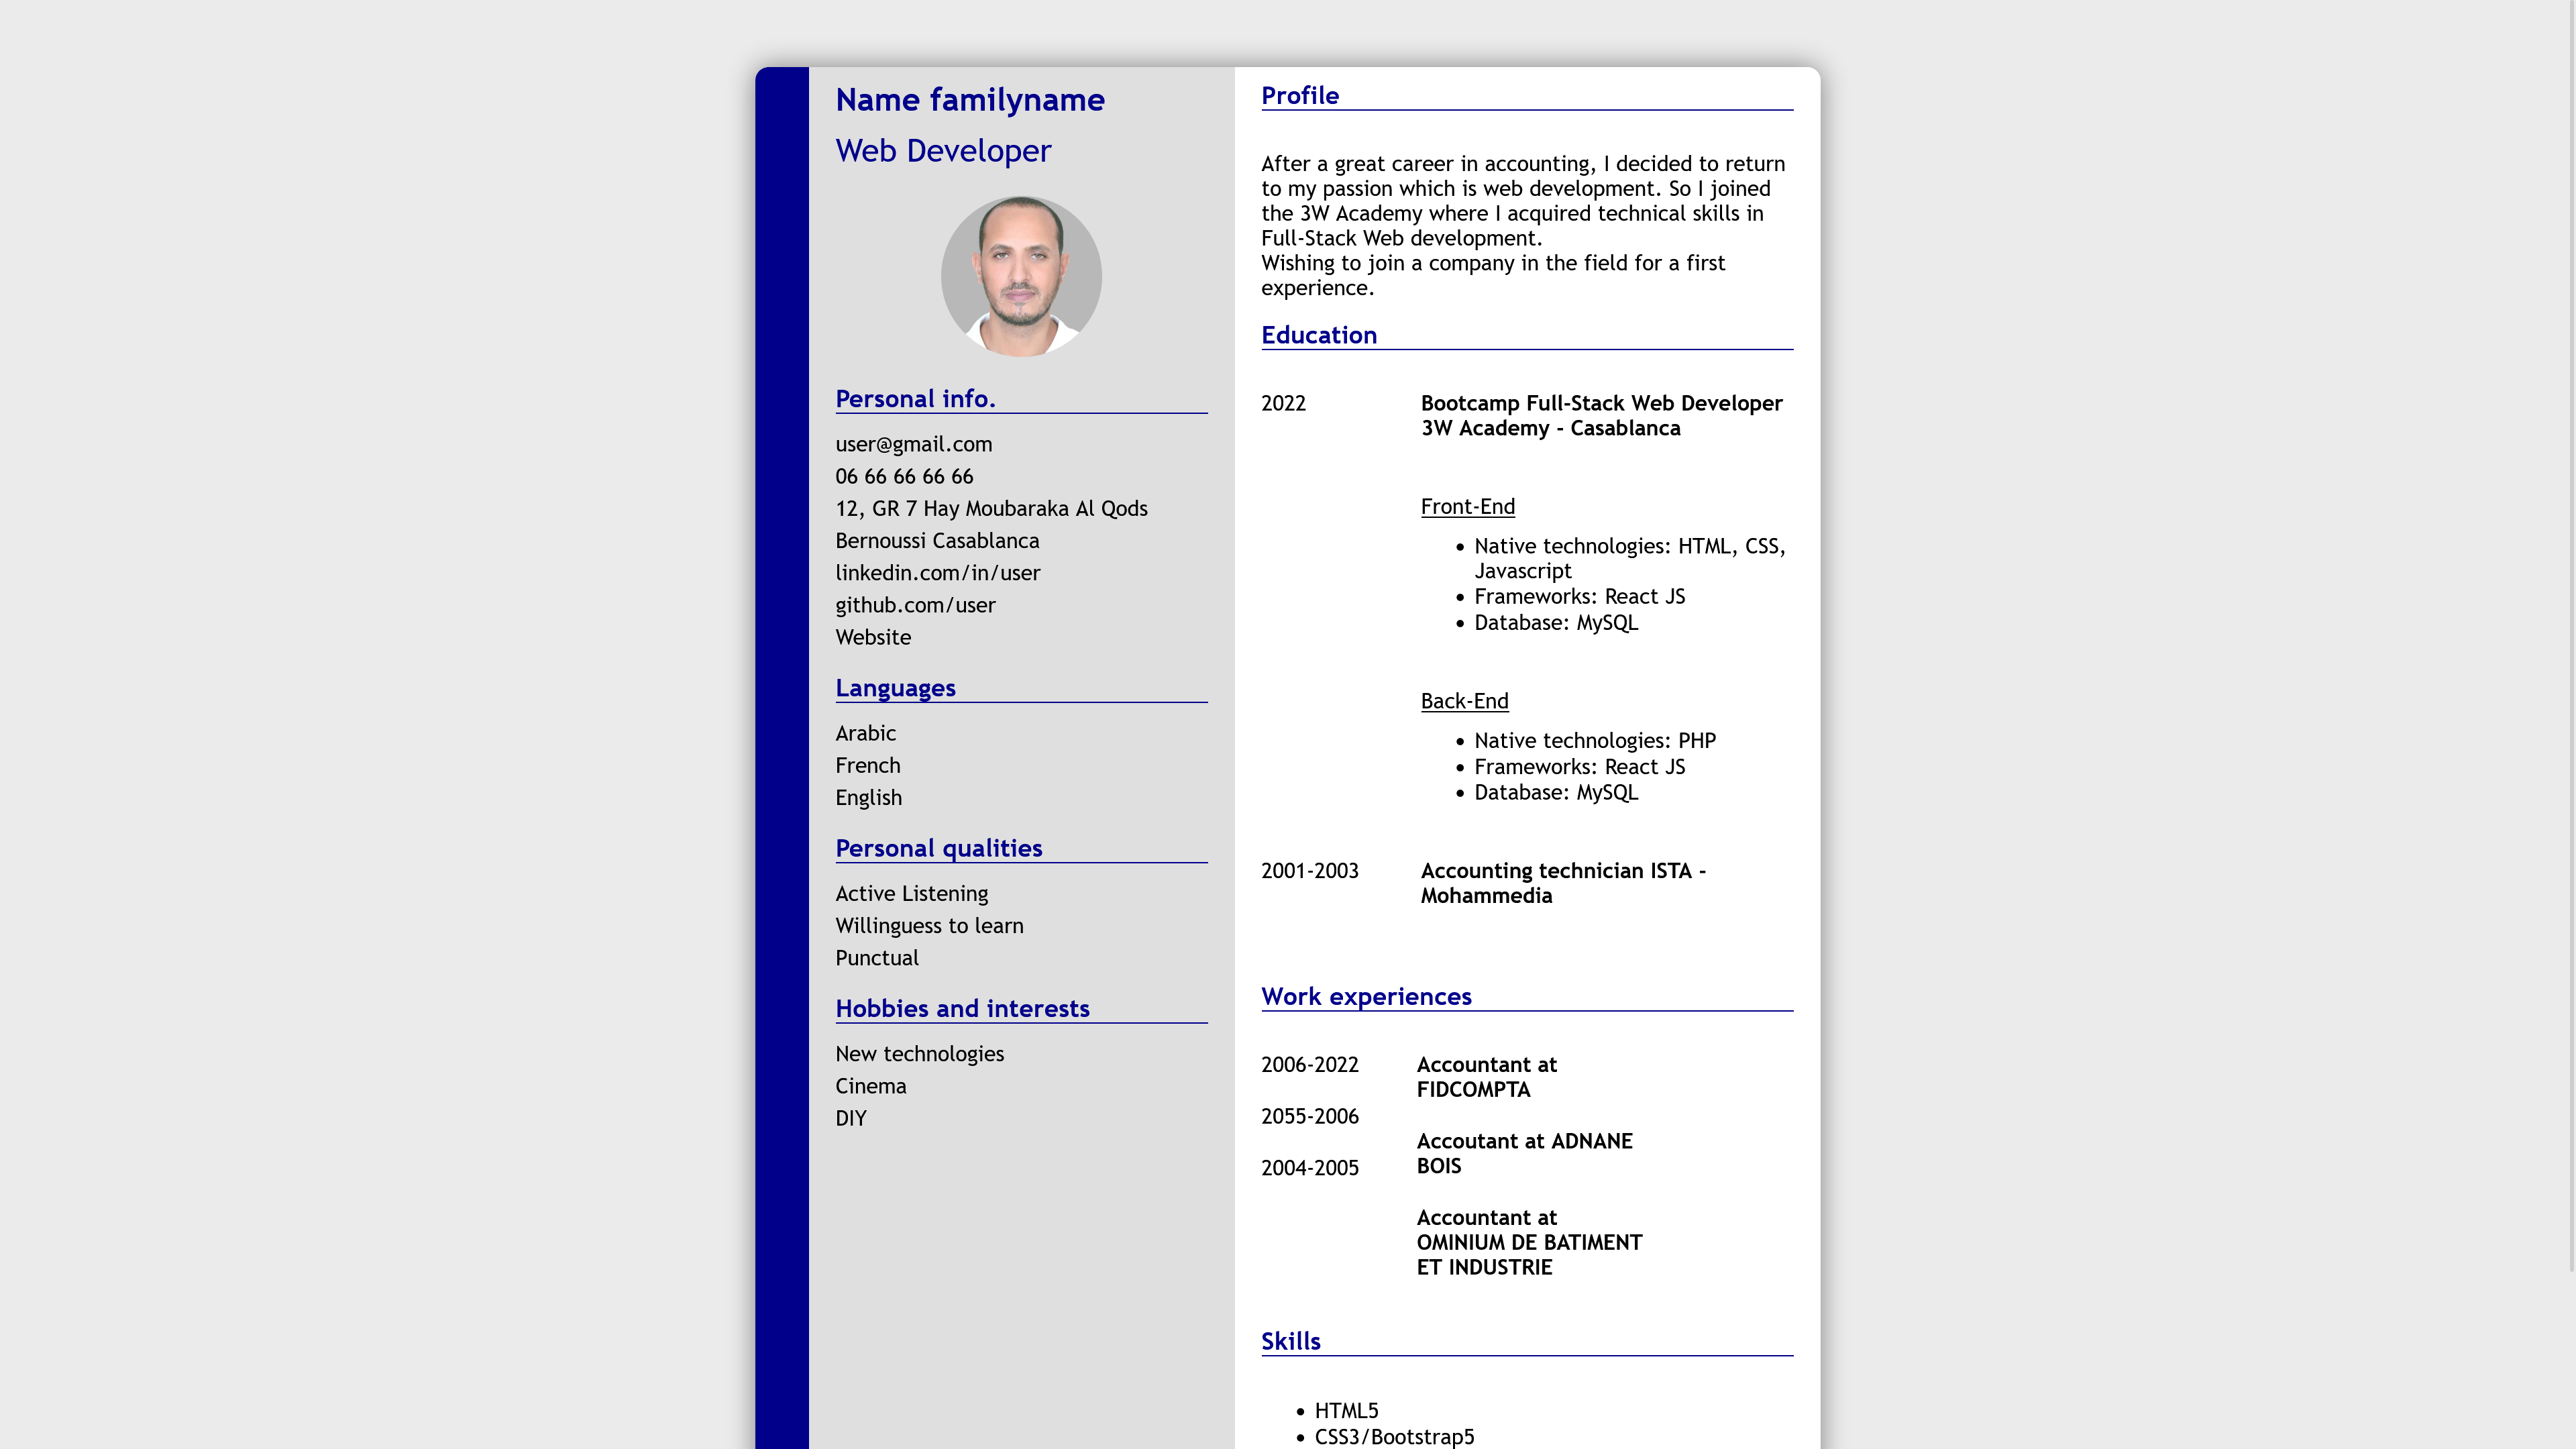 Name familyname
Web Developer
Personal info.
user@gmail.com
06 66 66 66 66
12, GR 7 Hay Moubaraka Al Qods
Bernoussi Casablanca
linkedin.com/in/user
github.com/user
Website
Languages
Arabic
French
English
Personal qualities
Active Listening
Willinguess to learn
Punctual
Hobbies and interests
New technologies
Cinema
DIY
Profile
After a great career in accounting, I decided to return
to my passion which is web development. So I joined
the 3W Academy where I acquired technical skills in
Full-Stack Web development.
Wishing to join a company in the field for a first
experience.
Education
2022
Bootcamp Full-Stack Web Developer
3W Academy - Casablanca
Front-End
• Native technologies: HTML, CSS,
Javascript
• Frameworks: React JS
• Database: MySQL
Back-End
• Native technologies: PHP
• Frameworks: React JS
• Database: MySQL
2001-2003
Accounting technician ISTA -
Mohammedia
Work experiences
2006-2022
2055-2006
2004-2005
Accountant at
FIDCOMPTA
Accoutant at ADNANE
BOIS
Accountant at
OMINIUM DE BATIMENT
ET INDUSTRIE
Skills
• HTML5
• CSS3/Bootstrap5